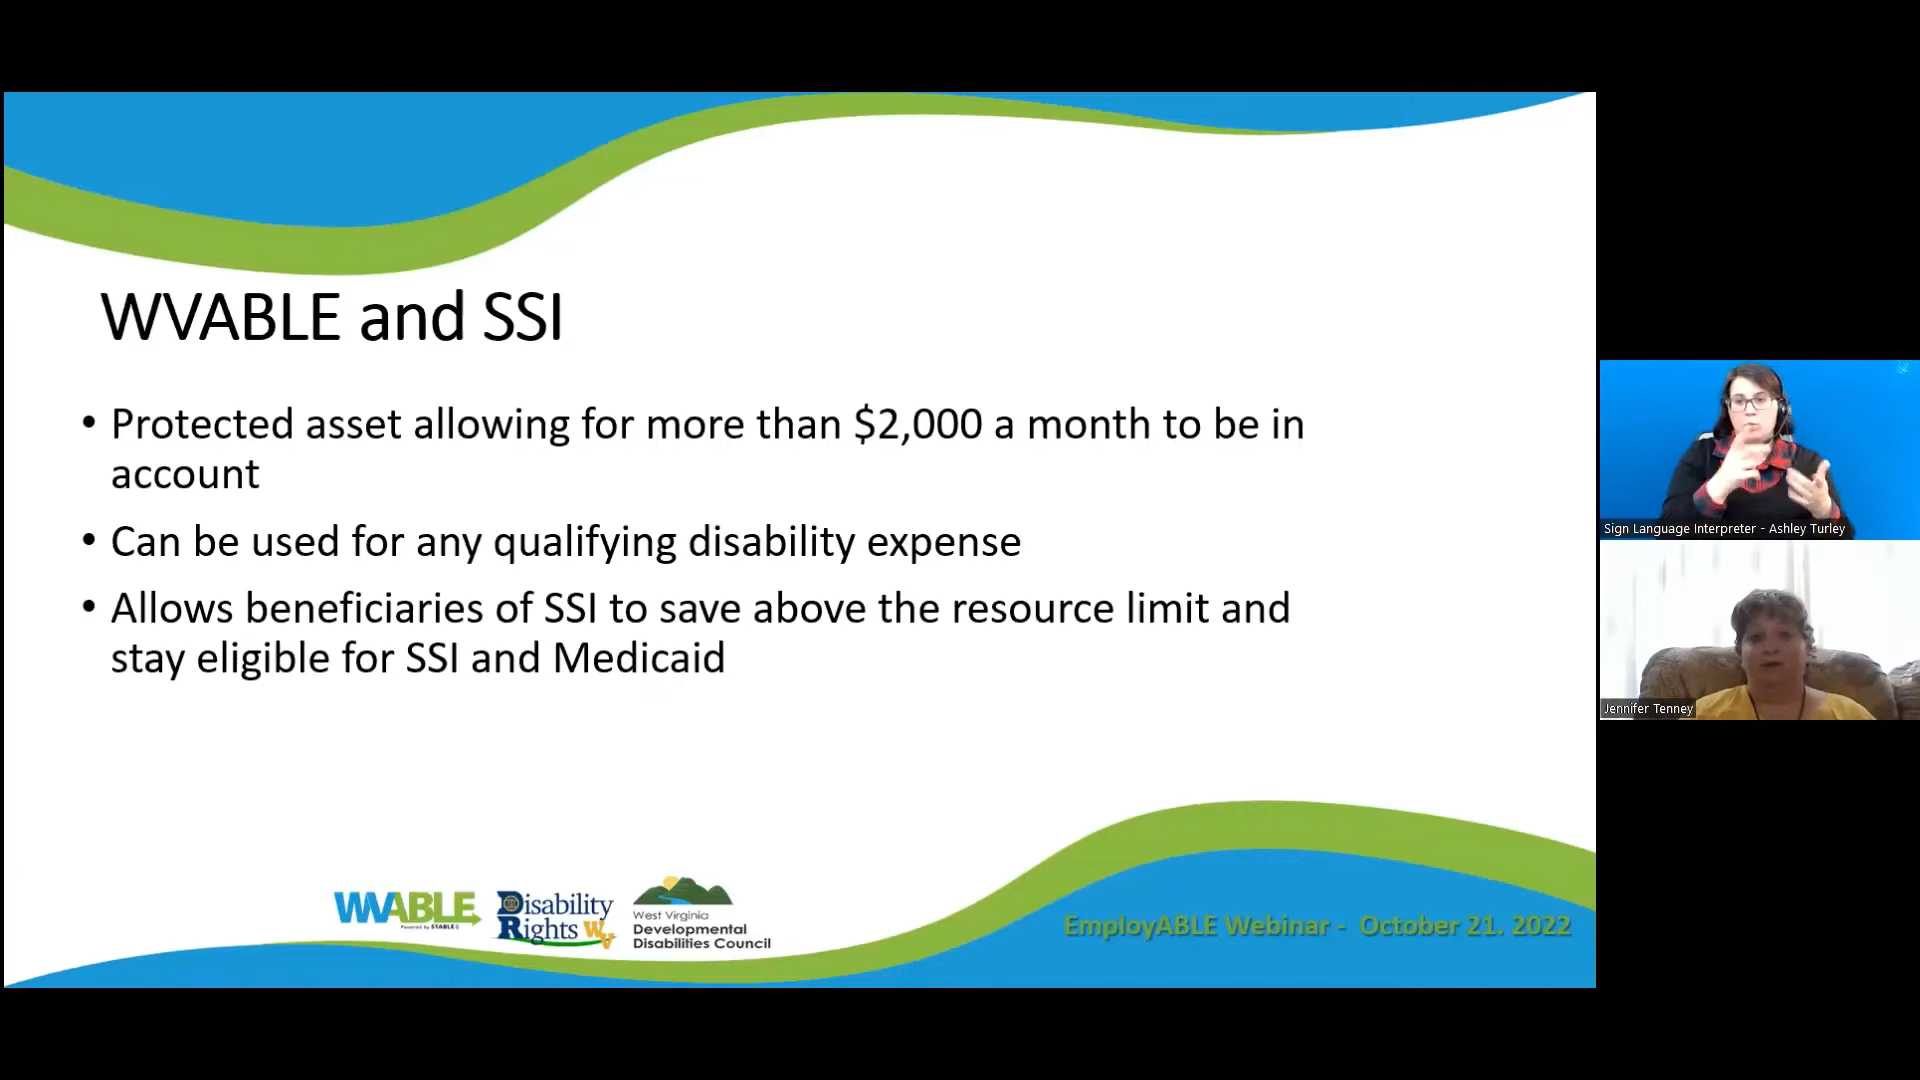 WVABLE and SSI
• Protected asset allowing for more than $2,000 a month to be in
account
• Can be used for any qualifying disability expense
• Allows beneficiaries of SSI to save above the resource limit and
stay eligible for SSI and Medicaid
Sign Language Interpreter - Ashley Turley
Jennifer Tenney
WVABLE
Powered by STABLE
Disability
Rights WV
West Virginia
Developmental
Disabilities Council
EmployABLE Webinar - October 21. 2022